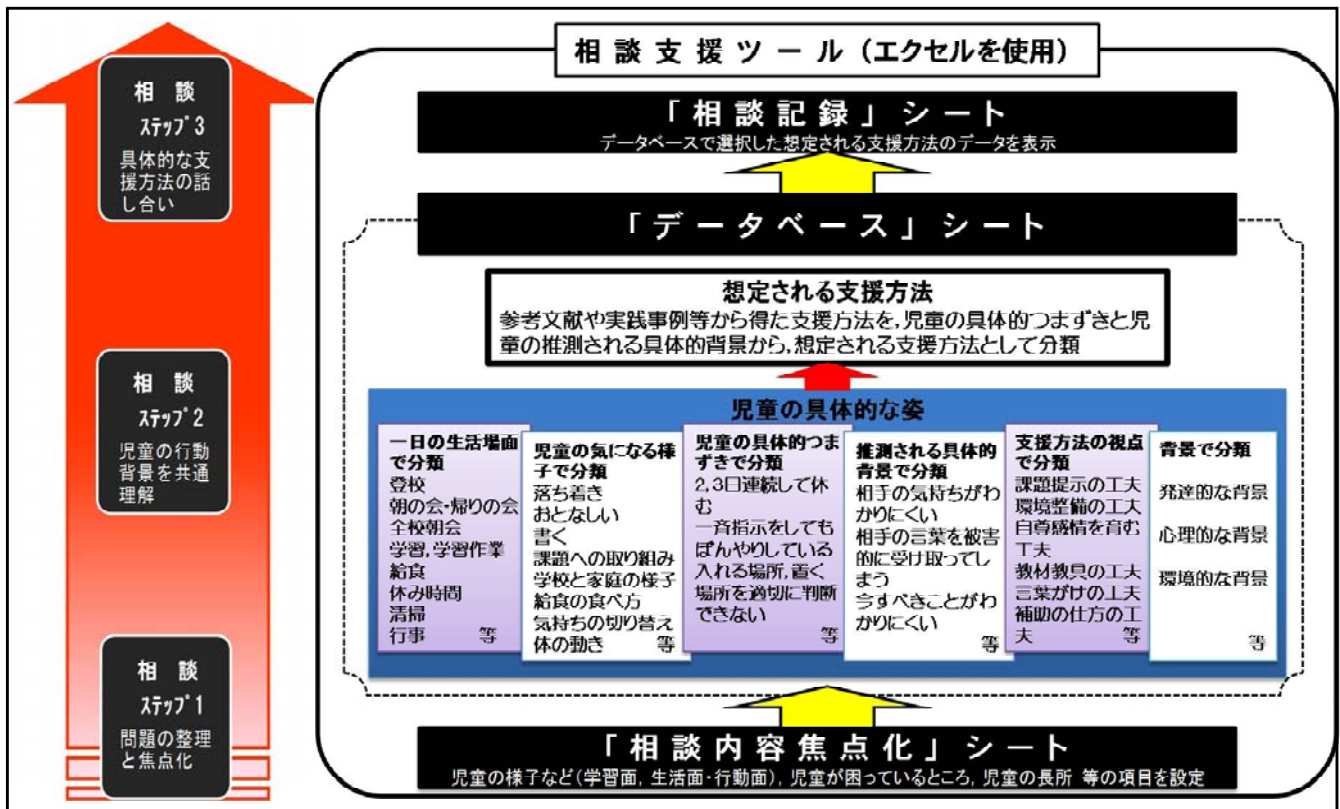 相談
ステップ3
具体的な支
援方法の話
し合い
相談
ステップ2
児童の行動
背景を共通
理解
相談
ステップ1
問題の整理
と焦点化
相談支援ツール（エクセルを使用）
「相談記録」シート
データベースで選択した想定される支援方法のデータを表示
「データベース」シート
想定される支援方法
参考文献や実践事例等から得た支援方法を,児童の具体的つまずきと児
童の推測される具体的背景から,想定される支援方法として分類
児童の具体的な姿
一日の生活場面
で分類
登校
朝の会・帰りの会
全校朝会
学習,学習作業
給食
休み時間
清掃
行事 等
児童の気になる様
子で分類
落ち着き
おとなしい
書く
課題への取り組み
学校と家庭の様子
給食の食べ方
気持ちの切り替え
体の動き 等
児童の具体的つま
ずきで分類
2,3日連続して休
む
一斉指示をしても
ぼんやりしている
入れる場所,置く
場所を適切に判断
できない
等
推測される具体的
背景で分類
相手の気持ちがわ
かりにくい
相手の言葉を被害
的に受け取ってし
まう
今すべきことがわ
かりにくい
等
支援方法の視点
で分類
課題提示の工夫
環境整備の工夫
自尊感情を育む
工夫
教材教具の工夫
言葉がけの工夫
補助の仕方の工
夫 等
背景で分類
発達的な背景
心理的な背景
環境的な背景
等
「相談内容焦点化」シート
児童の様子など(学習面,生活面・行動面),児童が困っているところ,児童の長所 等の項目を設定